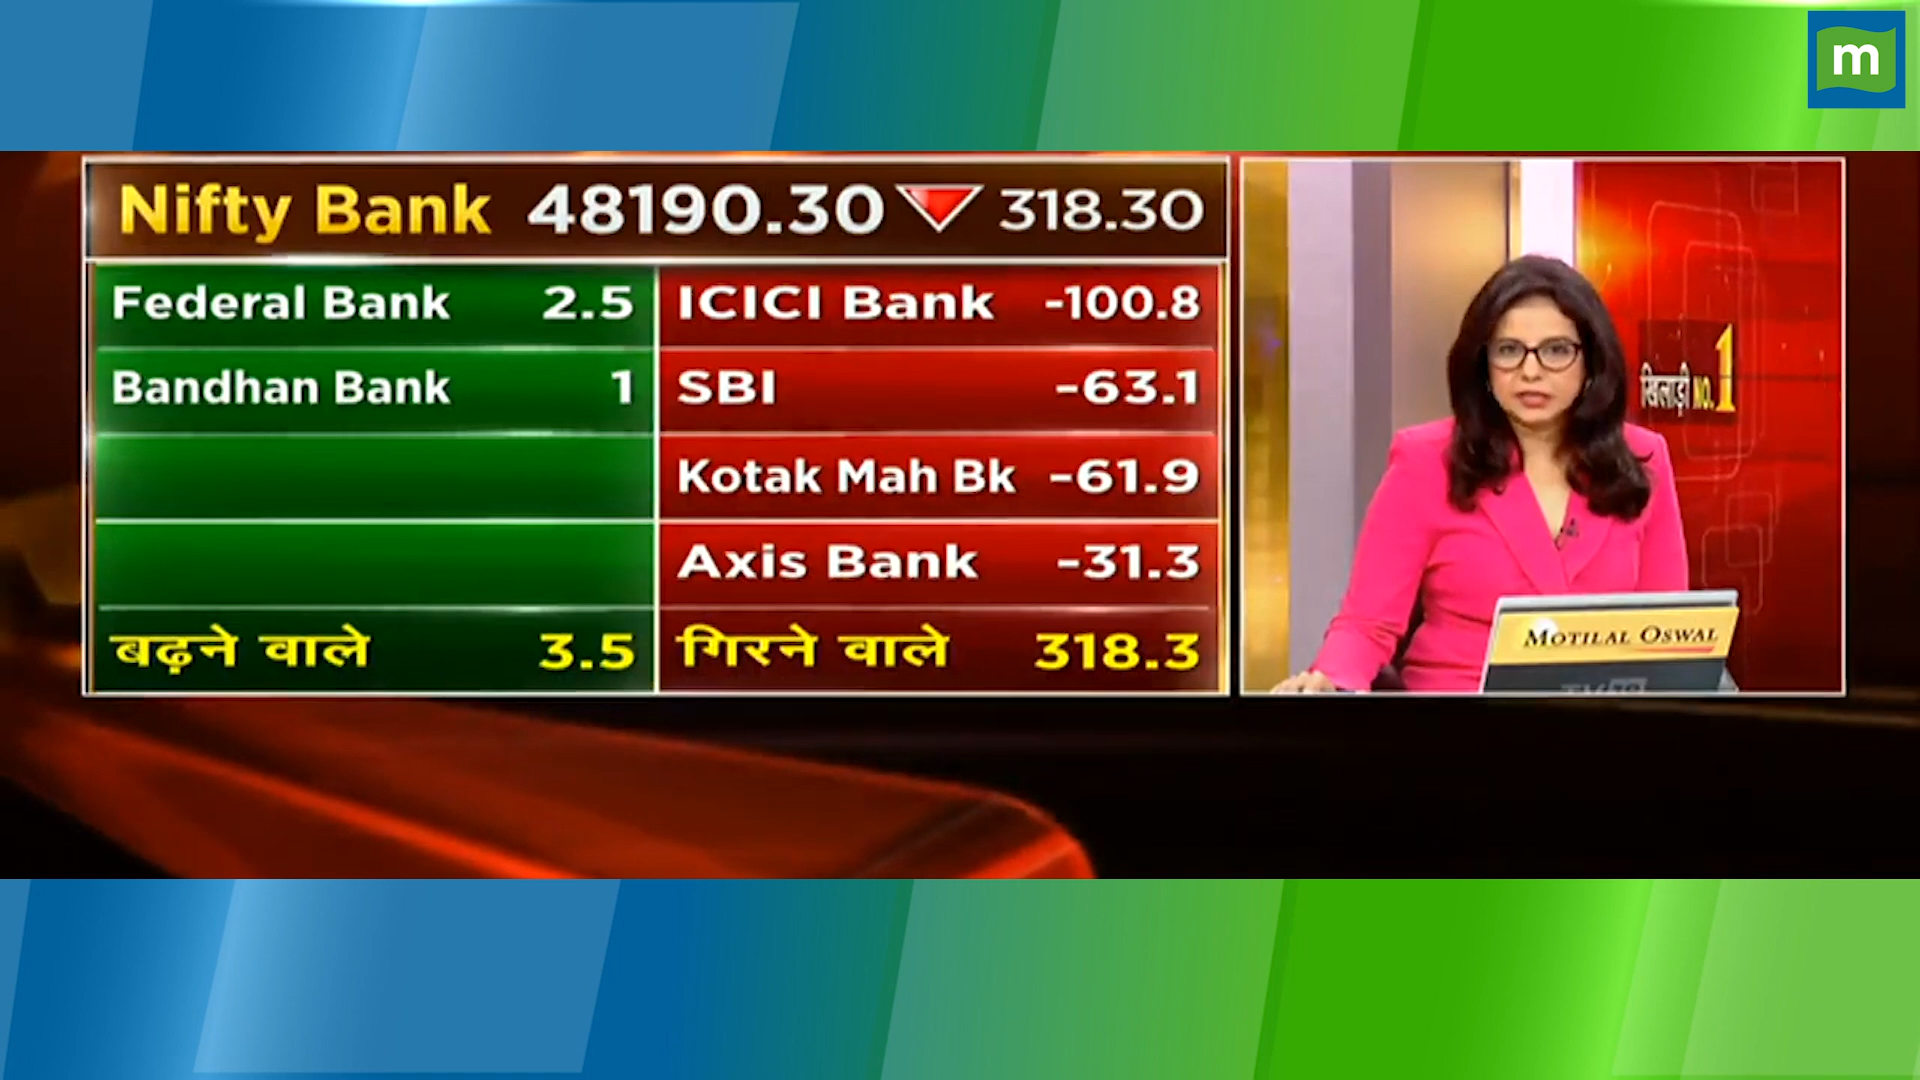 m
Nifty Bank 48190.30 318.30
Federal Bank 2.5 ICICI Bank -100.8
Bandhan Bank 1 SBI -63.1
Kotak Mah Bk -61.9
Axis Bank -31.3
बढ़ने वाले 3.5 गिरने वाले 318.3
खिलाड़ी NO. 1
MOTILAL OSWAL